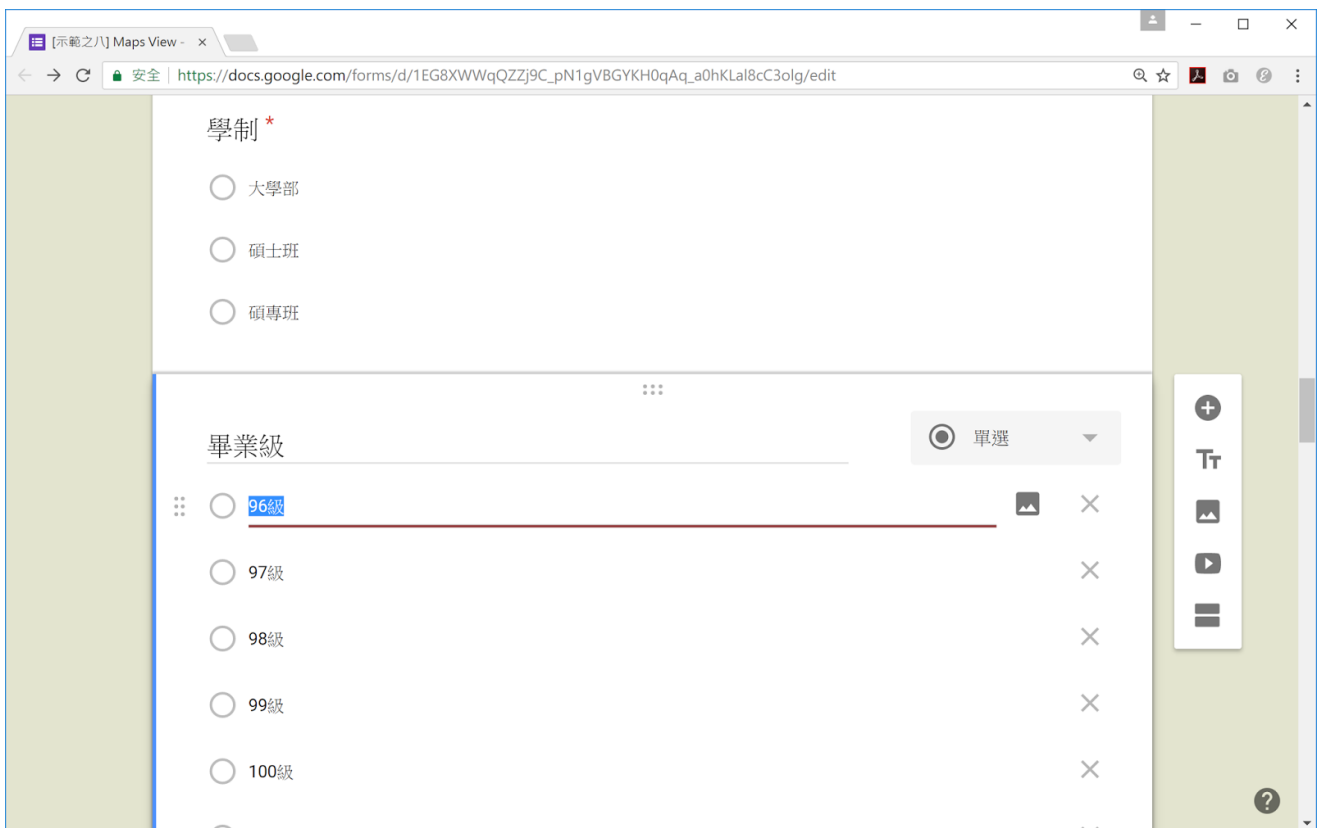 [示範之八] Maps View -
安全 https://docs.google.com/forms/d/1EG8XWWqQZZj9C_pN1gVBGYKH0qAq_a0hKLal8cC3olg/edit
學制 *
大學部
碩士班
碩專班
畢業級
單選
96級
97級
98級
99級
100級